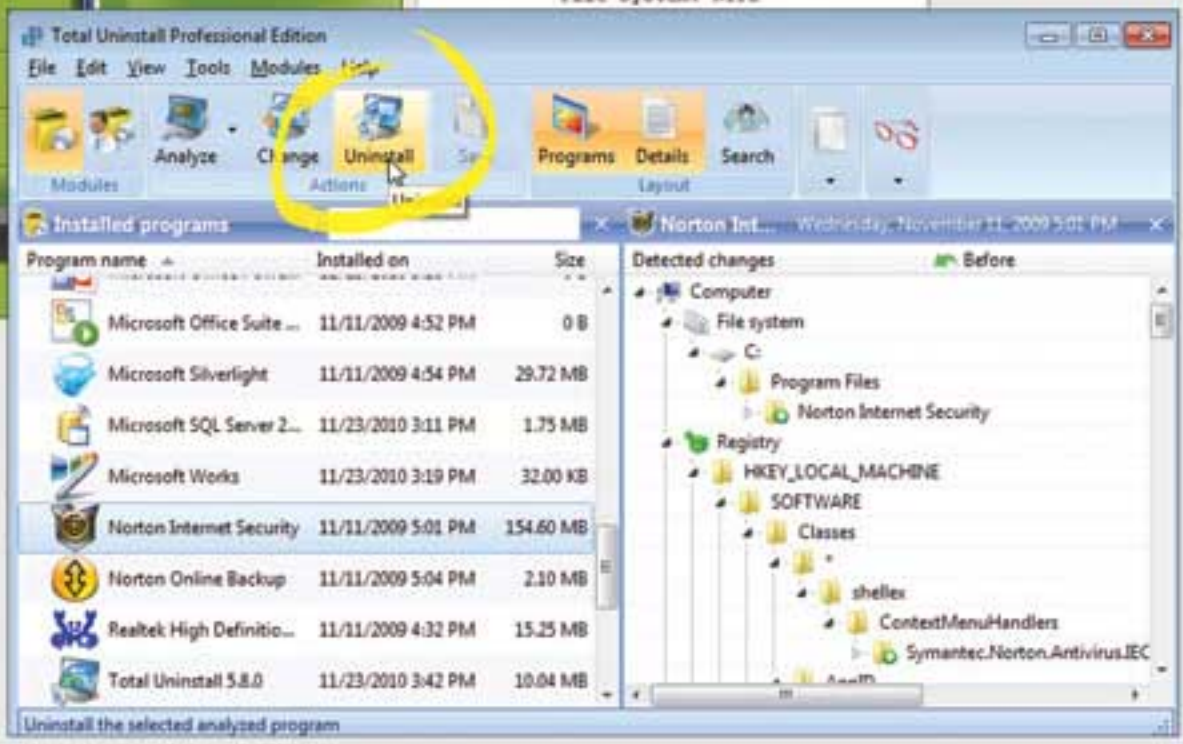 Total Uninstall Professional Edition
File Edit View Tools Modules Help
Analyze Change Uninstall Programs Details Search
Modules Actions Layout
Installed programs
Norton Int... Wednesday, November 11, 2009 5:01 PM
Program name Installed on Size
Detected changes Before
Microsoft Office Suite ... 11/11/2009 4:52 PM 0 B
Microsoft Silverlight 11/11/2009 4:54 PM 29.72 MB
Microsoft SQL Server 2... 11/23/2010 3:11 PM 1.75 MB
Microsoft Works 11/23/2010 3:19 PM 32.00 KB
Norton Internet Security 11/11/2009 5:01 PM 154.60 MB
Norton Online Backup 11/11/2009 5:04 PM 2.10 MB
Realtek High Definitio... 11/11/2009 4:32 PM 15.25 MB
Total Uninstall 5.8.0 11/23/2010 3:42 PM 10.04 MB
Computer
File system
C:
Program Files
Norton Internet Security
Registry
HKEY_LOCAL_MACHINE
SOFTWARE
Classes
*
shellex
ContextMenuHandlers
Symantec.Norton.Antivirus.IEC
AppID
Uninstall the selected analyzed program